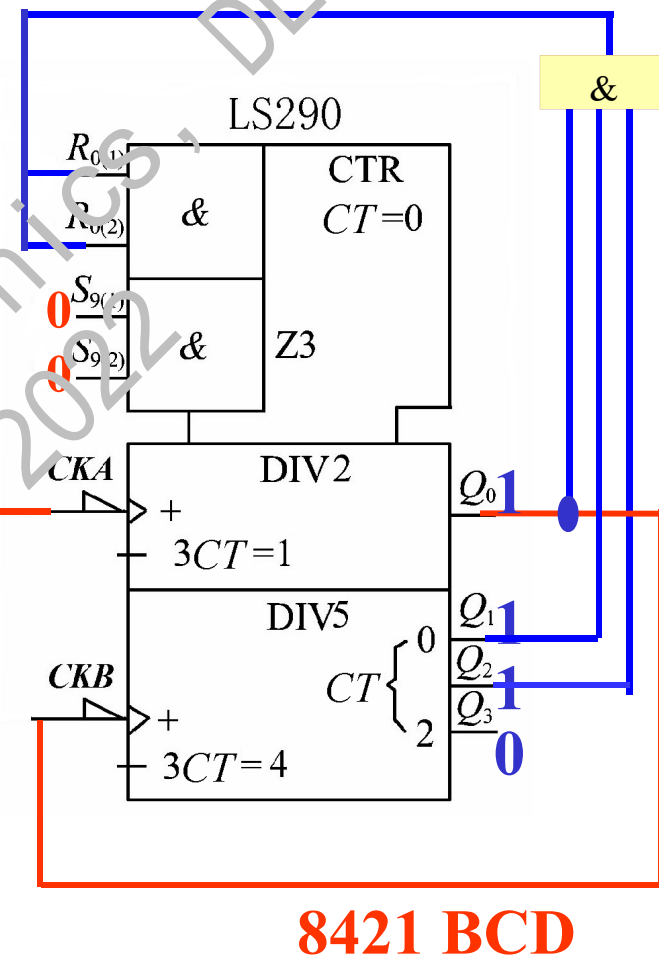 &
LS290
R0(1)
CTR
&
CT=0
R0(2)
0 S9(1)
& Z3
0 S9(2)
2022
CKA
DIV2
Q0 1
+
3CT=1
DIV5
Q1 1
0
CKB
CT
Q2 1
+
Q3
2
0
3CT=4
8421 BCD